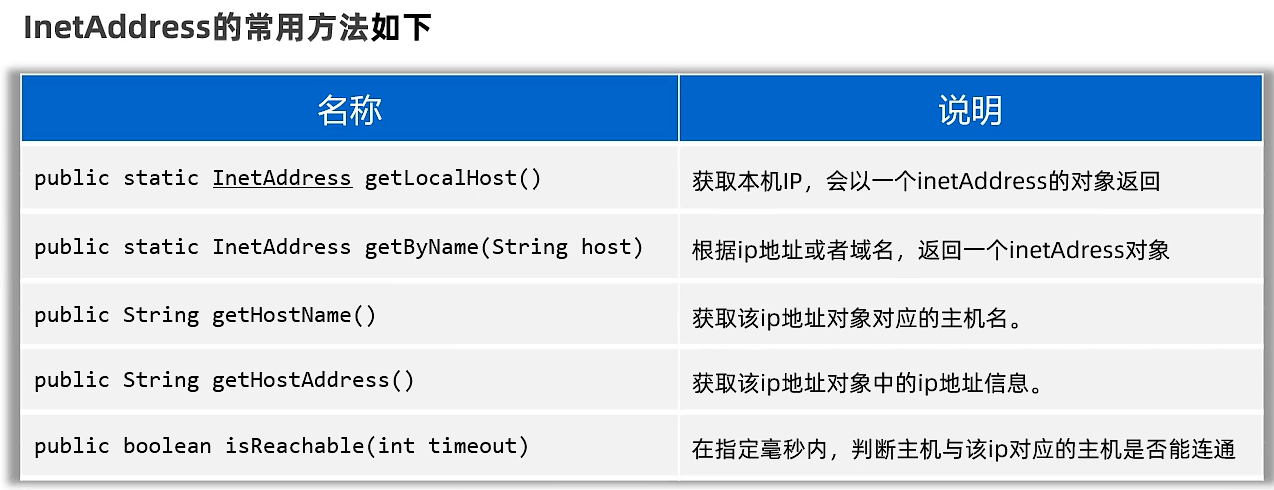 InetAddress的常用方法如下
名称 说明
public static InetAddress getLocalHost() 获取本机IP，会以一个inetAddress的对象返回
public static InetAddress getByName(String host) 根据ip地址或者域名，返回一个inetAdress对象
public String getHostName() 获取该ip地址对象对应的主机名。
public String getHostAddress() 获取该ip地址对象中的ip地址信息。
public boolean isReachable(int timeout) 在指定毫秒内，判断主机与该ip对应的主机是否能连通